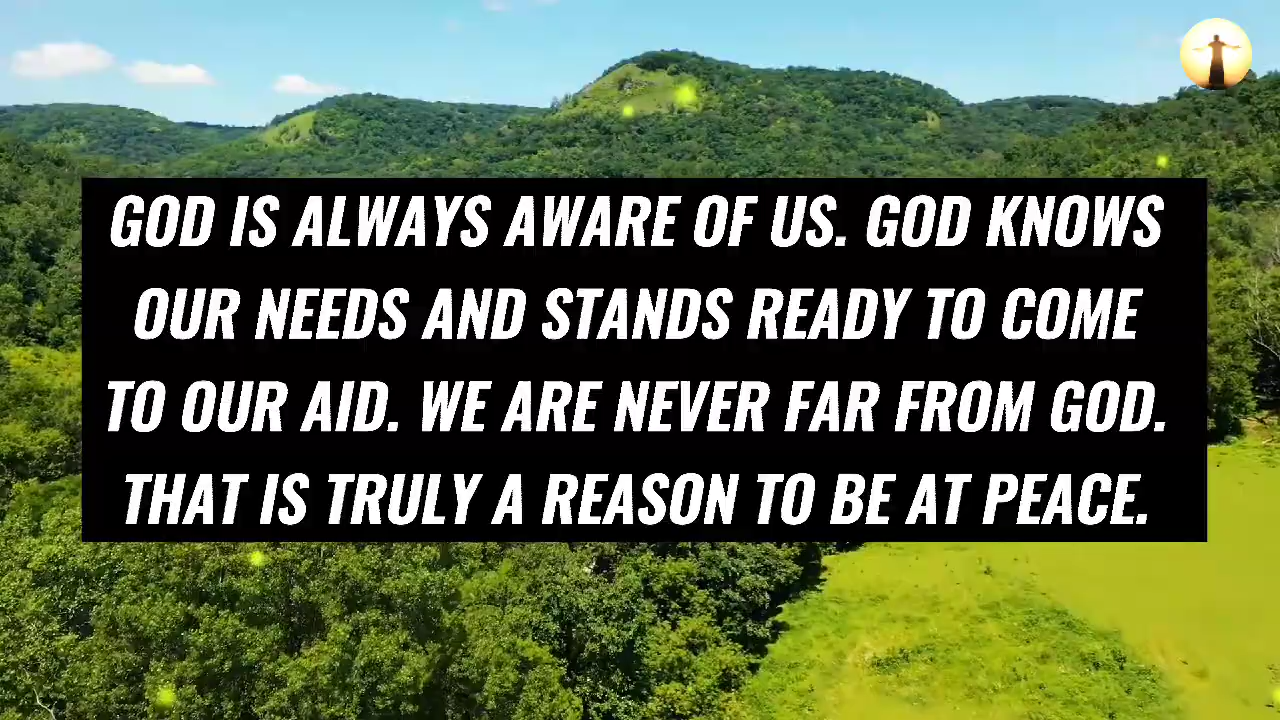 GOD IS ALWAYS AWARE OF US. GOD KNOWS
OUR NEEDS AND STANDS READY TO COME
TO OUR AID. WE ARE NEVER FAR FROM GOD.
THAT IS TRULY A REASON TO BE AT PEACE.